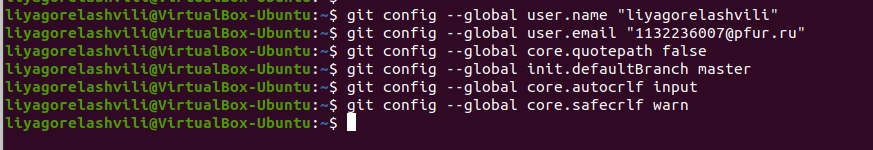 liyagorelashvili@VirtualBox-Ubuntu:~$ git config --global user.name "liyagorelashvili"
liyagorelashvili@VirtualBox-Ubuntu:~$ git config --global user.email "1132236007@pfur.ru"
liyagorelashvili@VirtualBox-Ubuntu:~$ git config --global core.quotepath false
liyagorelashvili@VirtualBox-Ubuntu:~$ git config --global init.defaultBranch master
liyagorelashvili@VirtualBox-Ubuntu:~$ git config --global core.autocrlf input
liyagorelashvili@VirtualBox-Ubuntu:~$ git config --global core.safecrlf warn
liyagorelashvili@VirtualBox-Ubuntu:~$